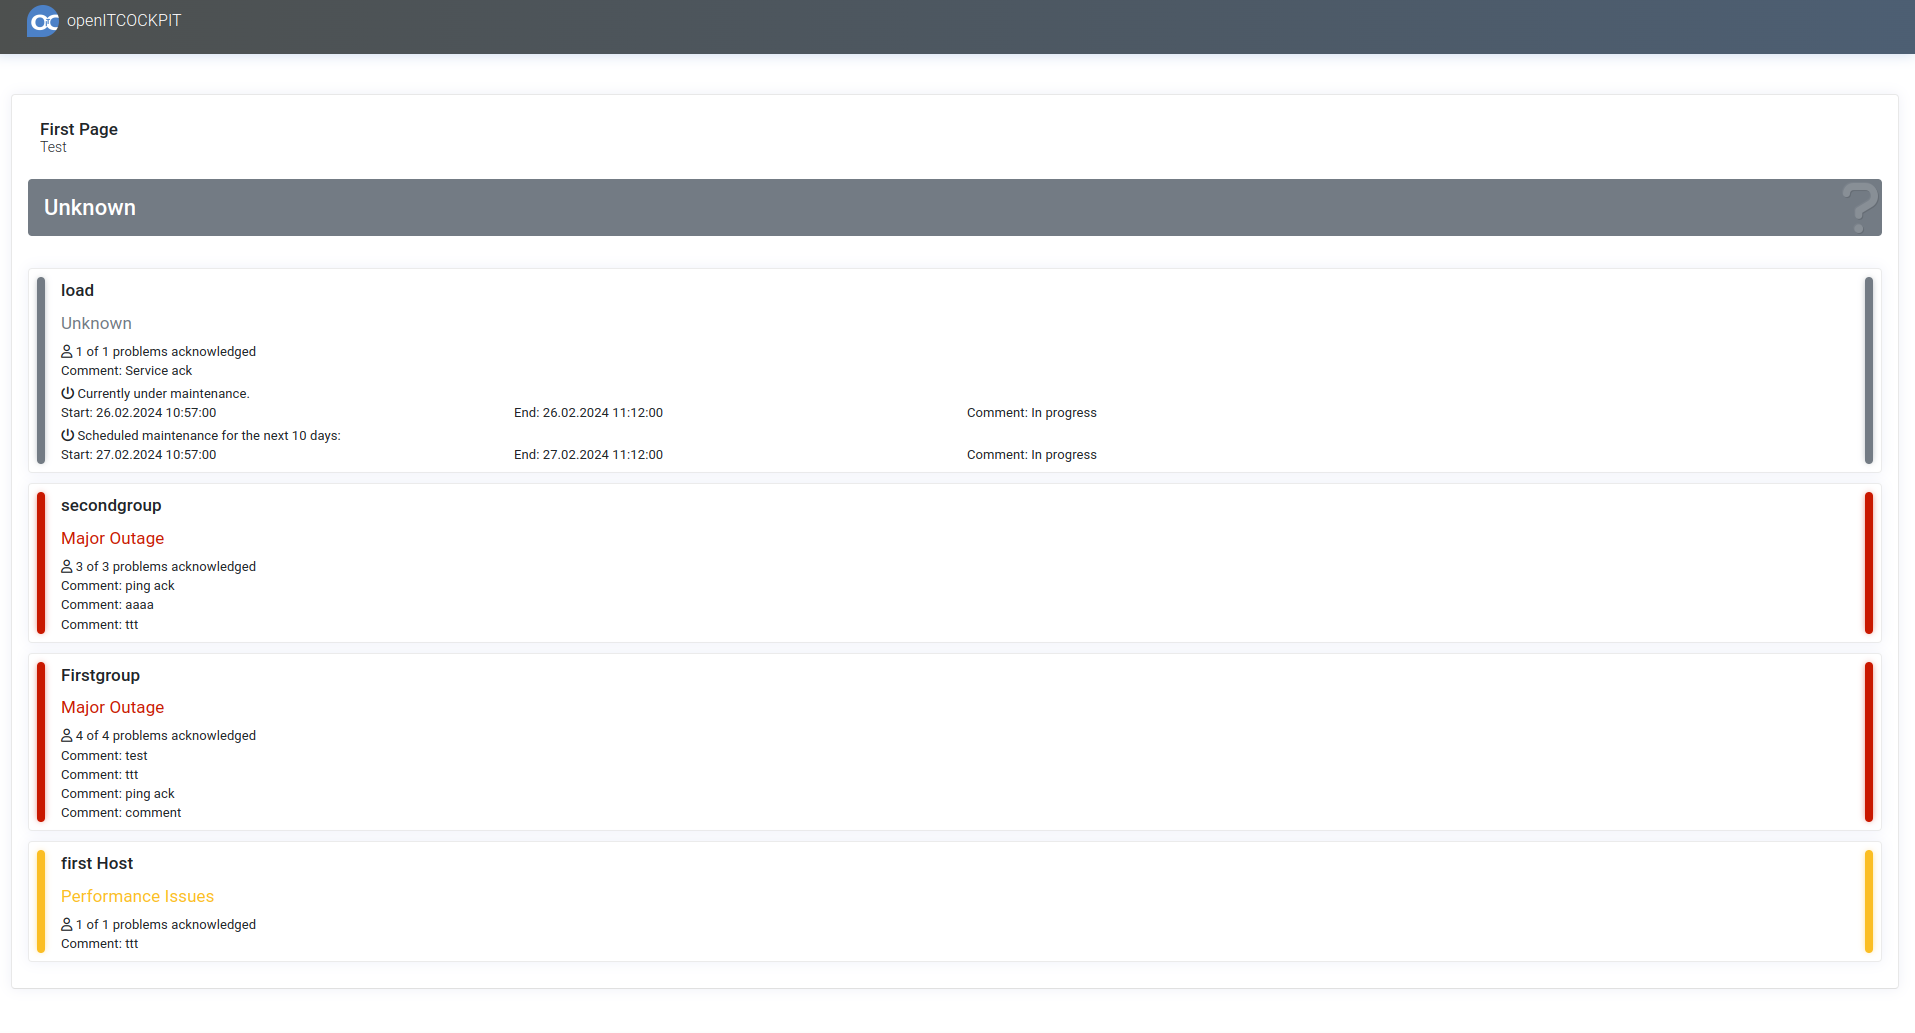 openITCOCKPIT
First Page
Test
Unknown
load
Unknown
1 of 1 problems acknowledged
Comment: Service ack
Currently under maintenance.
Start: 26.02.2024 10:57:00 End: 26.02.2024 11:12:00 Comment: In progress
Scheduled maintenance for the next 10 days:
Start: 27.02.2024 10:57:00 End: 27.02.2024 11:12:00 Comment: In progress
secondgroup
Major Outage
3 of 3 problems acknowledged
Comment: ping ack
Comment: aaaa
Comment: ttt
Firstgroup
Major Outage
4 of 4 problems acknowledged
Comment: test
Comment: ttt
Comment: ping ack
Comment: comment
first Host
Performance Issues
1 of 1 problems acknowledged
Comment: ttt